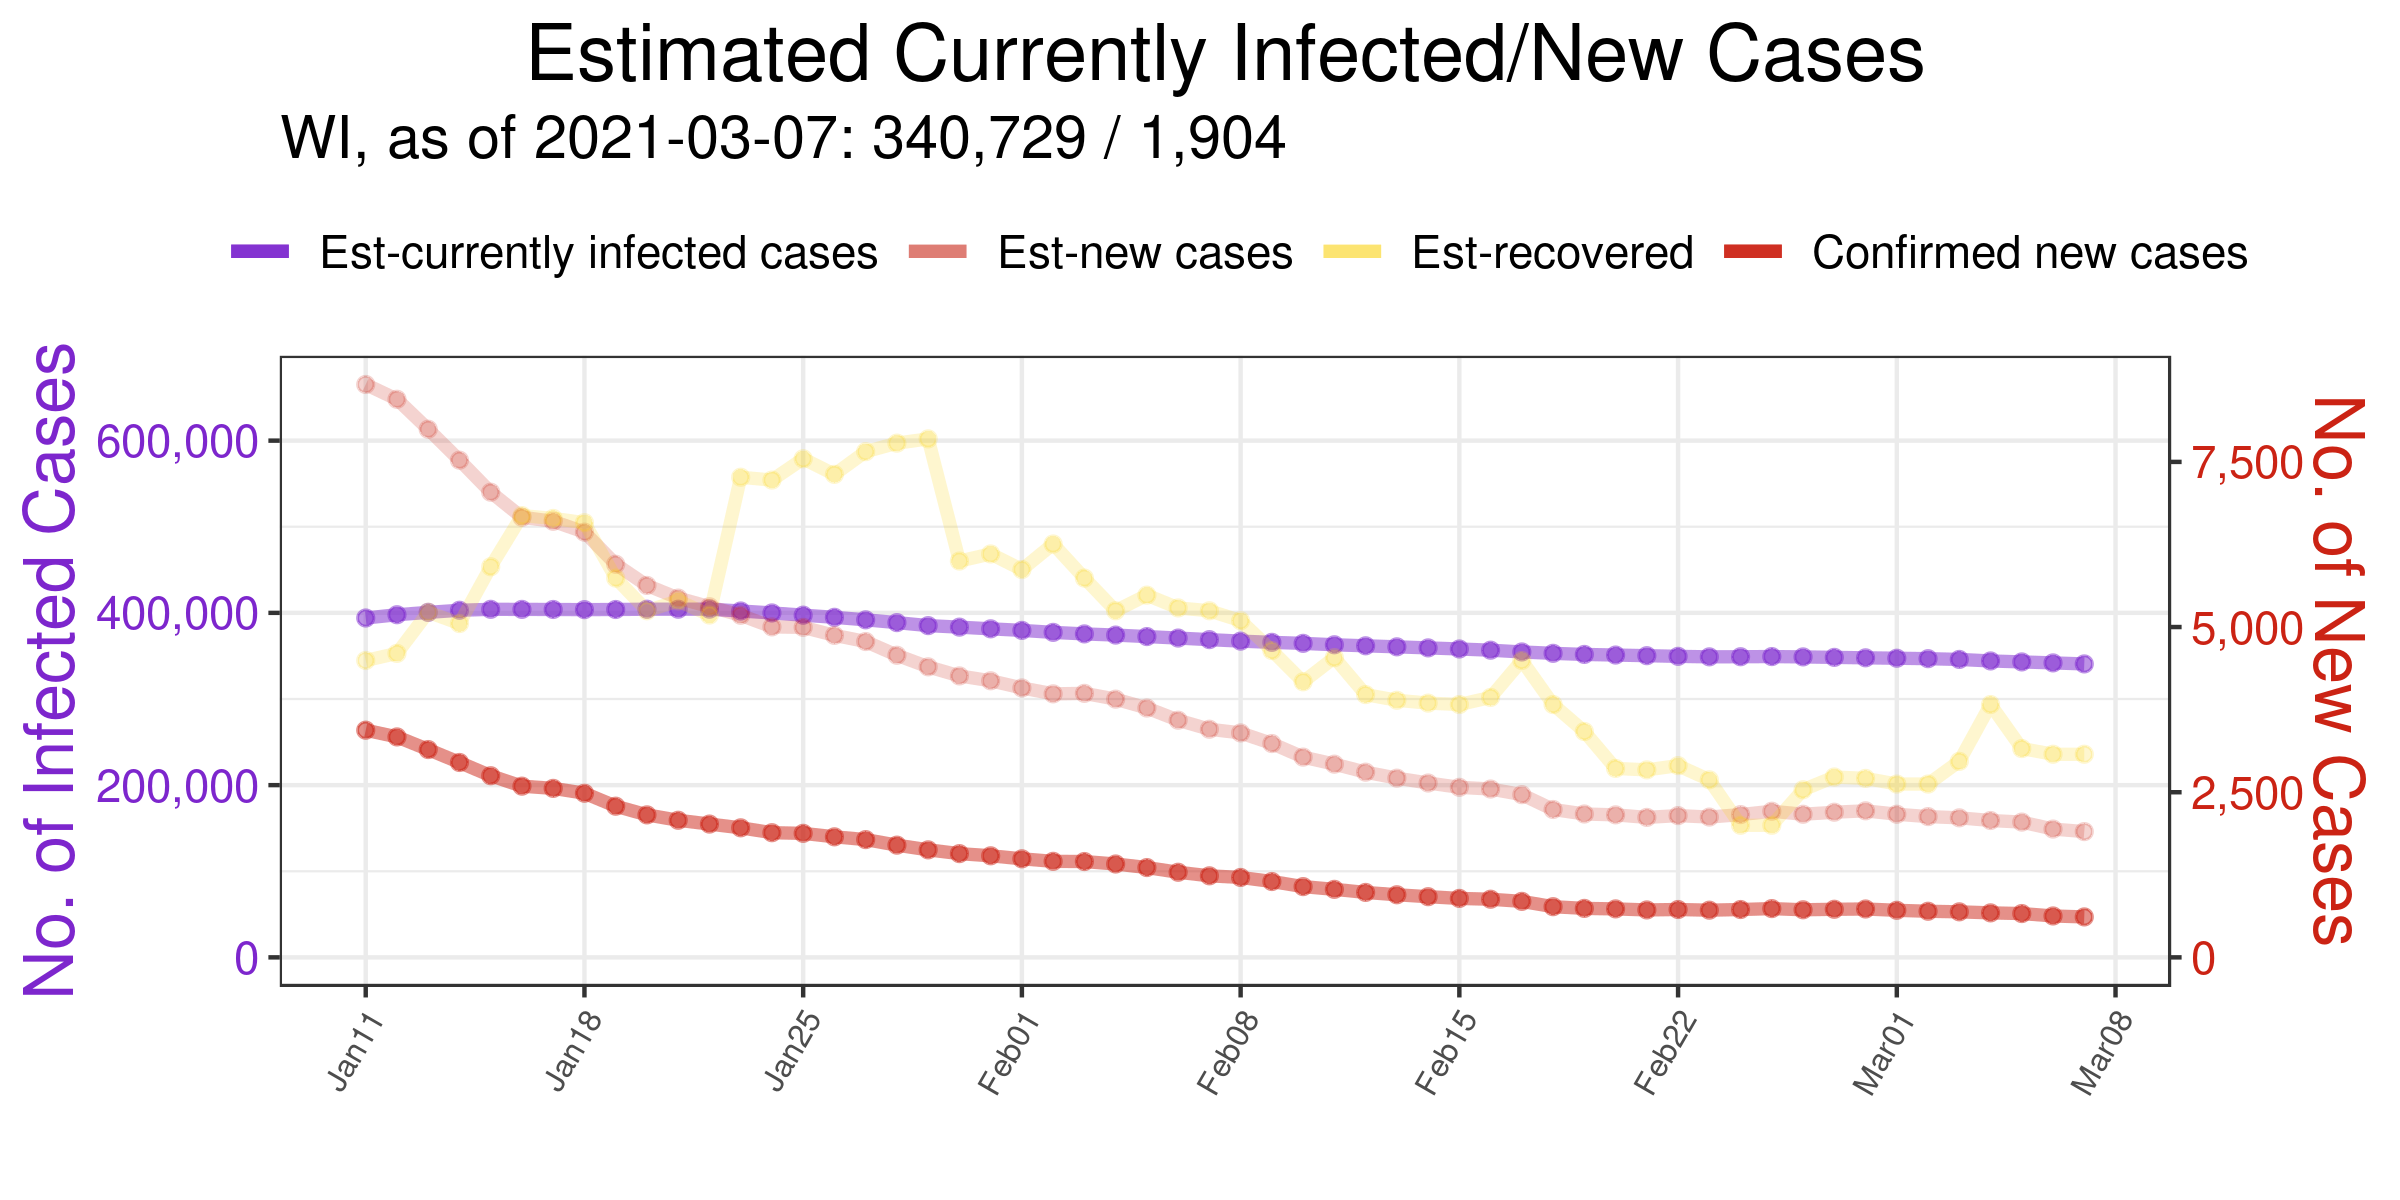 Estimated Currently Infected/New Cases
WI, as of 2021-03-07: 340,729 / 1,904
Est-currently infected cases Est-new cases Est-recovered Confirmed new cases
No. of Infected Cases
600,000
400,000
200,000
0
7,500
5,000
2,500
0
No. of New Cases
Jan11 Jan18 Jan25 Feb01 Feb08 Feb15 Feb22 Mar01 Mar08